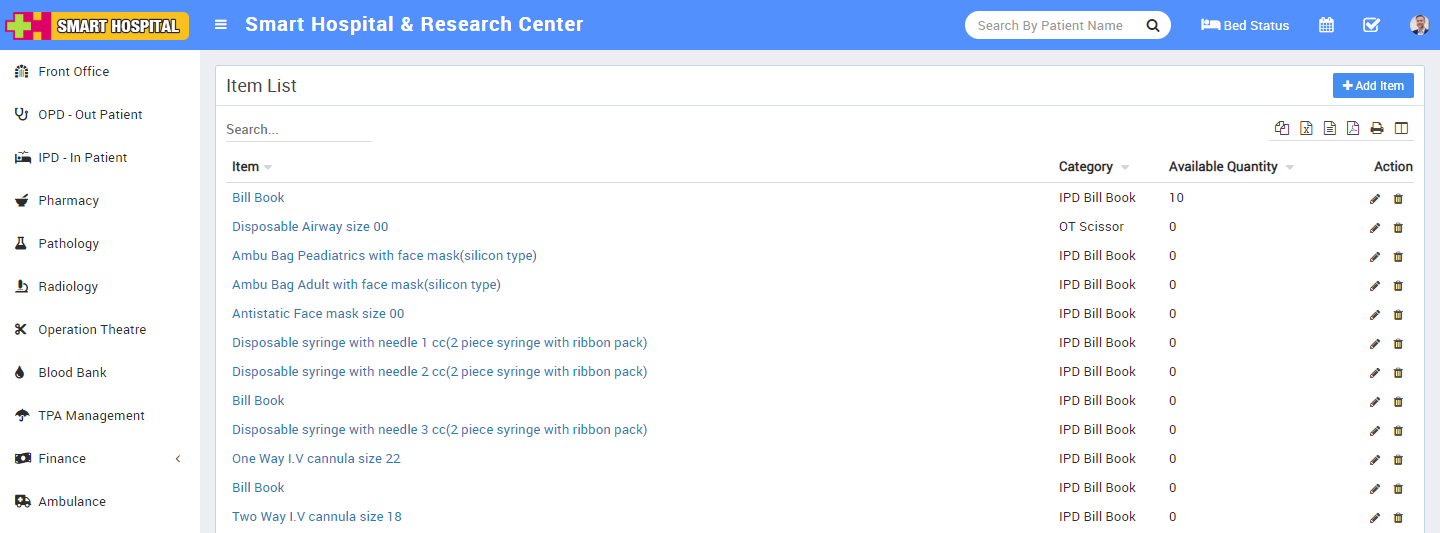 SMART HOSPITAL
Smart Hospital & Research Center
Search By Patient Name
Bed Status
Front Office
OPD - Out Patient
IPD - In Patient
Pharmacy
Pathology
Radiology
Operation Theatre
Blood Bank
TPA Management
Finance
Ambulance
Item List
Add Item
Search...
Item Category Available Quantity Action
Bill Book IPD Bill Book 10
Disposable Airway size 00 OT Scissor 0
Ambu Bag Peadiatrics with face mask(silicon type) IPD Bill Book 0
Ambu Bag Adult with face mask(silicon type) IPD Bill Book 0
Antistatic Face mask size 00 IPD Bill Book 0
Disposable syringe with needle 1 cc(2 piece syringe with ribbon pack) IPD Bill Book 0
Disposable syringe with needle 2 cc(2 piece syringe with ribbon pack) IPD Bill Book 0
Bill Book IPD Bill Book 0
Disposable syringe with needle 3 cc(2 piece syringe with ribbon pack) IPD Bill Book 0
One Way I.V cannula size 22 IPD Bill Book 0
Bill Book IPD Bill Book 0
Two Way I.V cannula size 18 IPD Bill Book 0